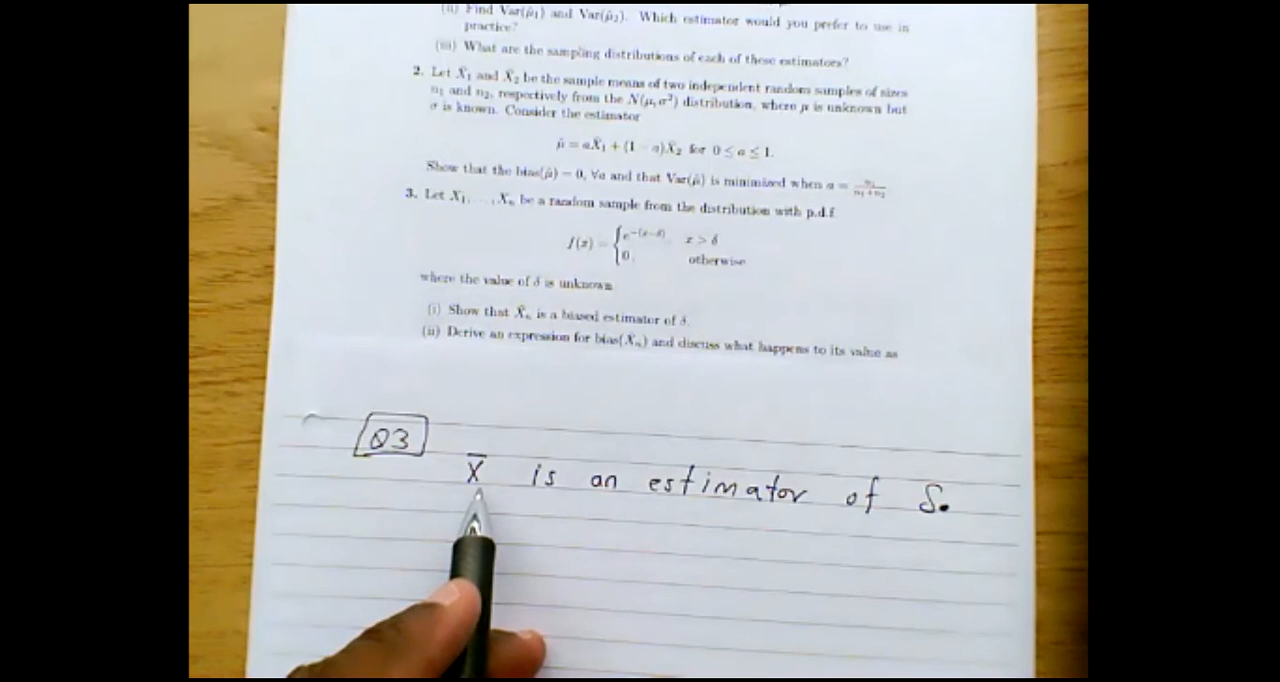 (ii) Find Var(μ̂₁) and Var(μ̂₂). Which estimator would you prefer to use in
practice?
(iii) What are the sampling distributions of each of these estimators?
2. Let X̄₁ and X̄₂ be the sample means of two independent random samples of sizes
n₁ and n₂, respectively from the N(μ, σ²) distribution, where μ is unknown but
σ is known. Consider the estimator
μ̂ = aX̄₁ + (1 − a)X̄₂ for 0 ≤ a ≤ 1.
Show that the bias(μ̂) = 0, ∀a and that Var(μ̂) is minimized when a = n₁/(n₁+n₂)
3. Let X₁, . . . , Xₙ be a random sample from the distribution with p.d.f
f(x) = { e^−(x−δ), x > δ
0, otherwise
where the value of δ is unknown
(i) Show that X̄ₙ is a biased estimator of δ.
(ii) Derive an expression for bias(X̄ₙ) and discuss what happens to its value as
Q3
X̄ is an estimator of δ.